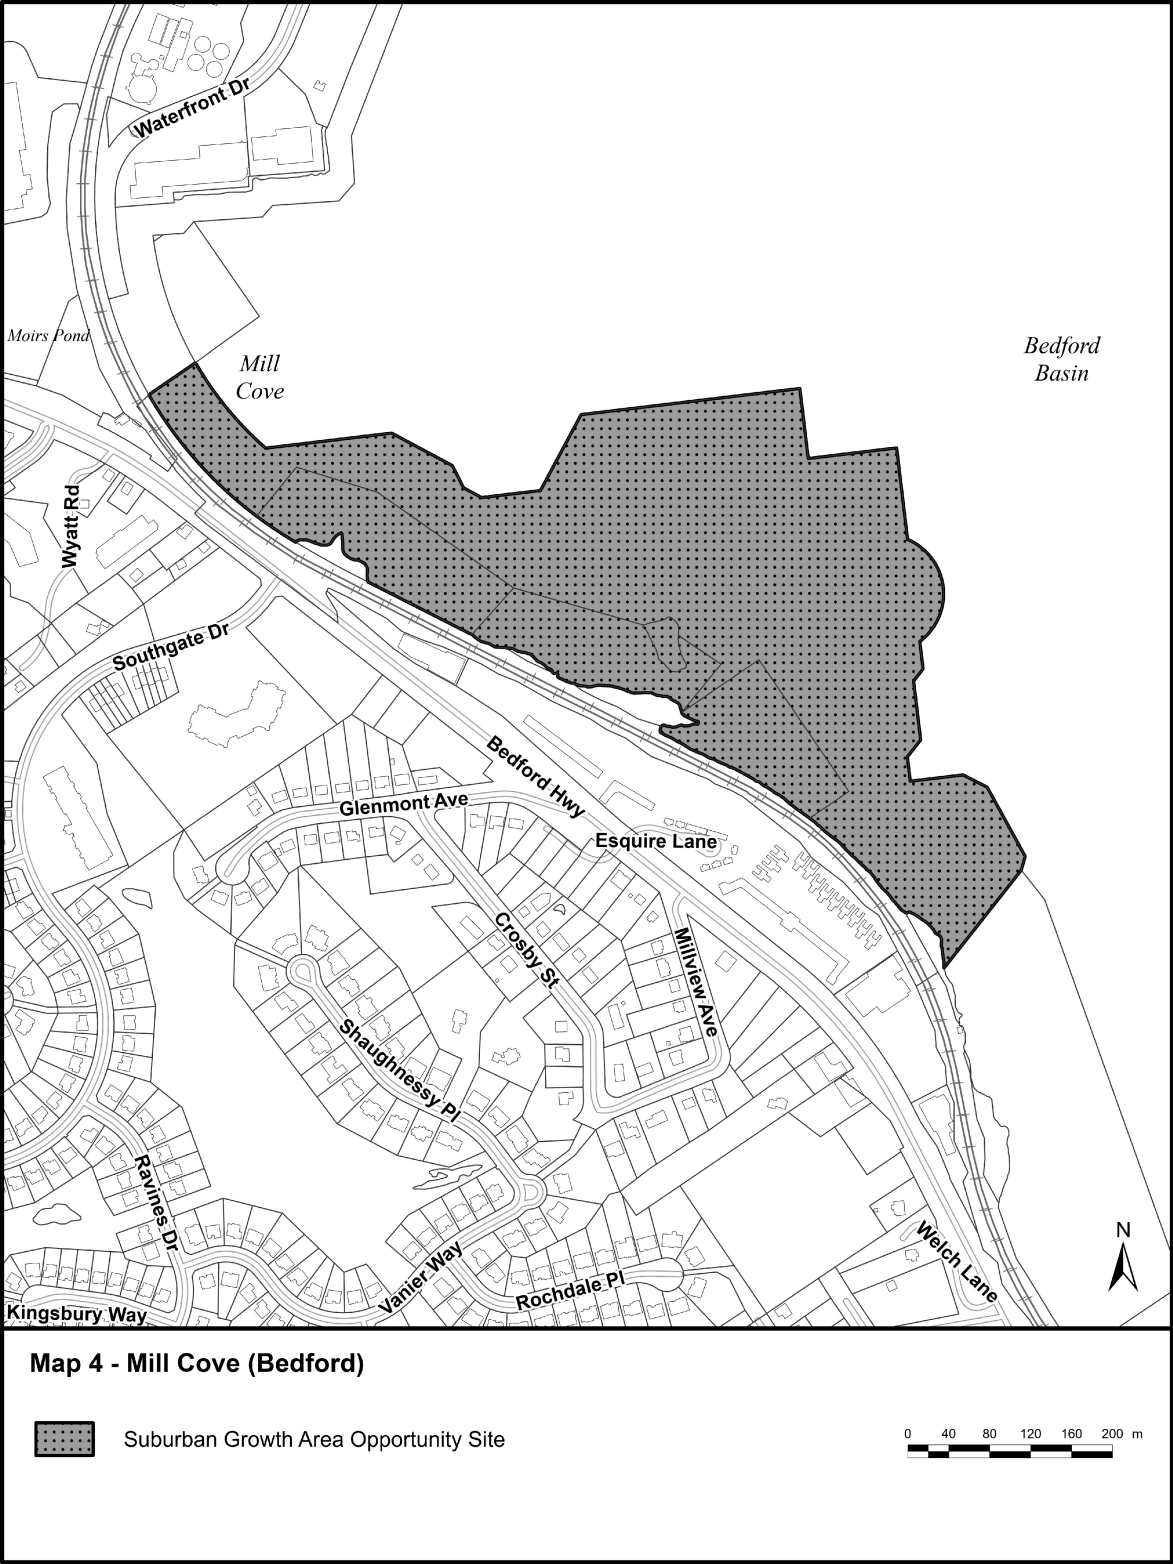 Waterfront Dr
Moirs Pond
Mill
Cove
Bedford
Basin
Wyatt Rd
Southgate Dr
Bedford Hwy
Glenmont Ave
Esquire Lane
Crosby St
Millview Ave
Shaughnessy Pl
Ravines Dr
Vanier Way
Rochdale Pl
Welch Lane
Kingsbury Way
N
Map 4 - Mill Cove (Bedford)
Suburban Growth Area Opportunity Site
0 40 80 120 160 200 m